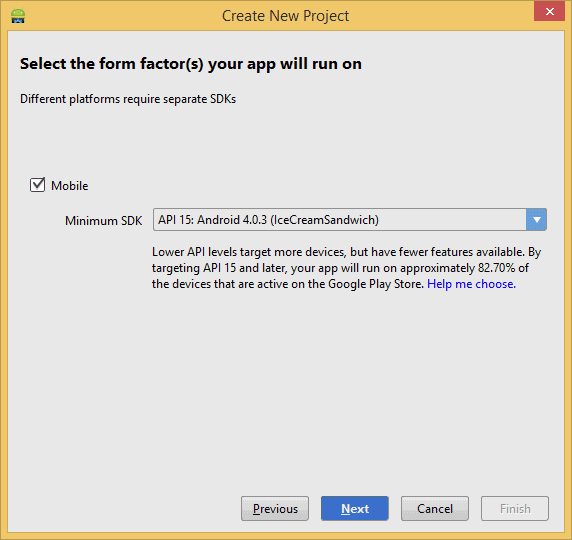 Create New Project
Select the form factor(s) your app will run on
Different platforms require separate SDKs
Mobile
Minimum SDK API 15: Android 4.0.3 (IceCreamSandwich)
Lower API levels target more devices, but have fewer features available. By
targeting API 15 and later, your app will run on approximately 82.70% of
the devices that are active on the Google Play Store. Help me choose.
Previous Next Cancel Finish